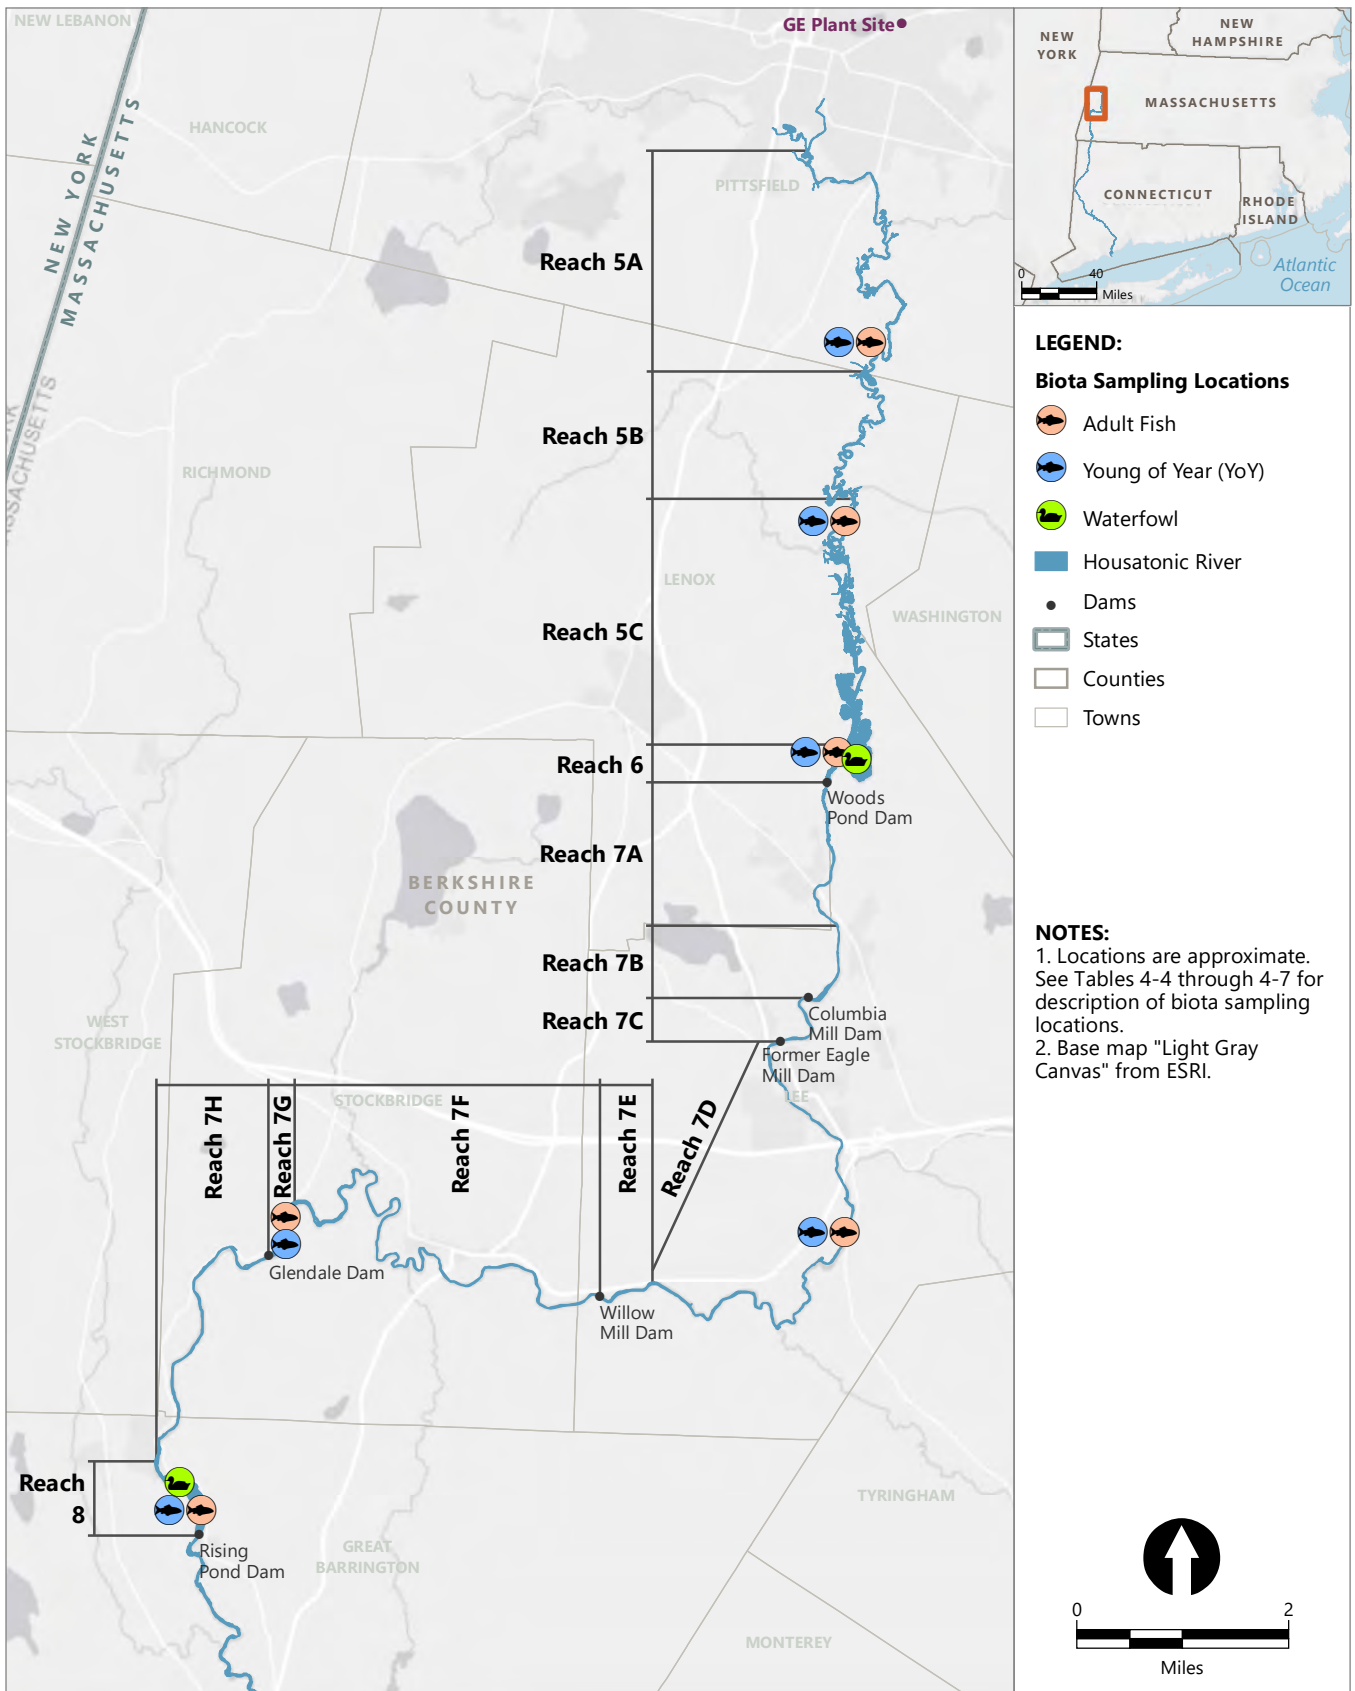 NEW LEBANON
GE Plant Site
HANCOCK
NEW YORK
MASSACHUSETTS
PITTSFIELD
Reach 5A
MASSACHUSETTS
Reach 5B
RICHMOND
LENOX
WASHINGTON
Reach 5C
Reach 6
Woods
Pond Dam
Reach 7A
BERKSHIRE
COUNTY
Reach 7B
Reach 7C
Columbia
Mill Dam
Former Eagle
Mill Dam
LEE
WEST
STOCKBRIDGE
STOCKBRIDGE
Reach 7H
Reach 7G
Reach 7F
Reach 7E
Reach 7D
Glendale Dam
Willow
Mill Dam
Reach
8
Rising
Pond Dam
GREAT
BARRINGTON
TYRINGHAM
MONTEREY
NEW
YORK
NEW
HAMPSHIRE
MASSACHUSETTS
CONNECTICUT
RHODE
ISLAND
Atlantic
Ocean
0 40
Miles
LEGEND:
Biota Sampling Locations
Adult Fish
Young of Year (YoY)
Waterfowl
Housatonic River
Dams
States
Counties
Towns
NOTES:
1. Locations are approximate.
See Tables 4-4 through 4-7 for
description of biota sampling
locations.
2. Base map "Light Gray
Canvas" from ESRI.
0 2
Miles